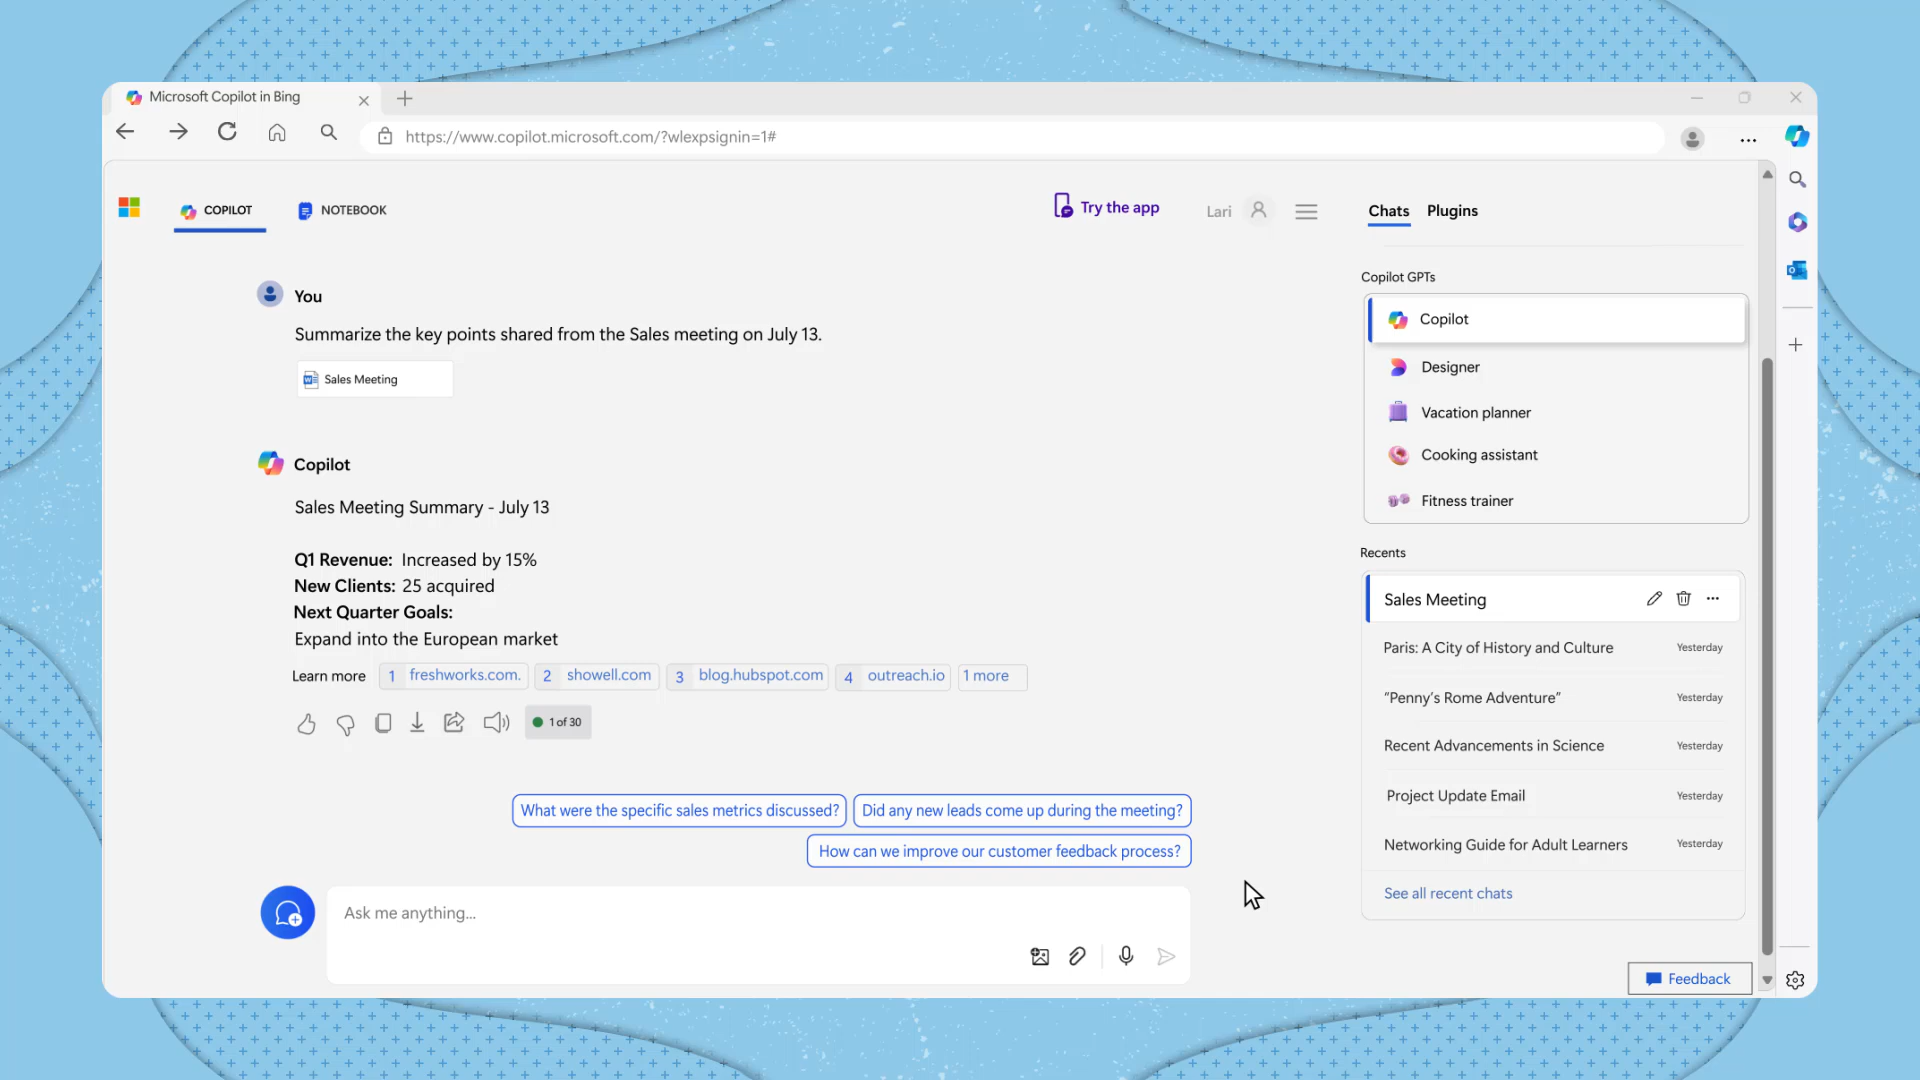 Microsoft Copilot in Bing
https://www.copilot.microsoft.com/?wlexpsignin=1#
COPILOT
NOTEBOOK
Try the app
Lari
Chats Plugins
You
Summarize the key points shared from the Sales meeting on July 13.
Sales Meeting
Copilot
Sales Meeting Summary - July 13
Q1 Revenue: Increased by 15%
New Clients: 25 acquired
Next Quarter Goals:
Expand into the European market
Learn more 1 freshworks.com. 2 showell.com 3 blog.hubspot.com 4 outreach.io 1 more
1 of 30
What were the specific sales metrics discussed? Did any new leads come up during the meeting?
How can we improve our customer feedback process?
Ask me anything...
Copilot GPTs
Copilot
Designer
Vacation planner
Cooking assistant
Fitness trainer
Recents
Sales Meeting
Paris: A City of History and Culture Yesterday
“Penny’s Rome Adventure” Yesterday
Recent Advancements in Science Yesterday
Project Update Email Yesterday
Networking Guide for Adult Learners Yesterday
See all recent chats
Feedback